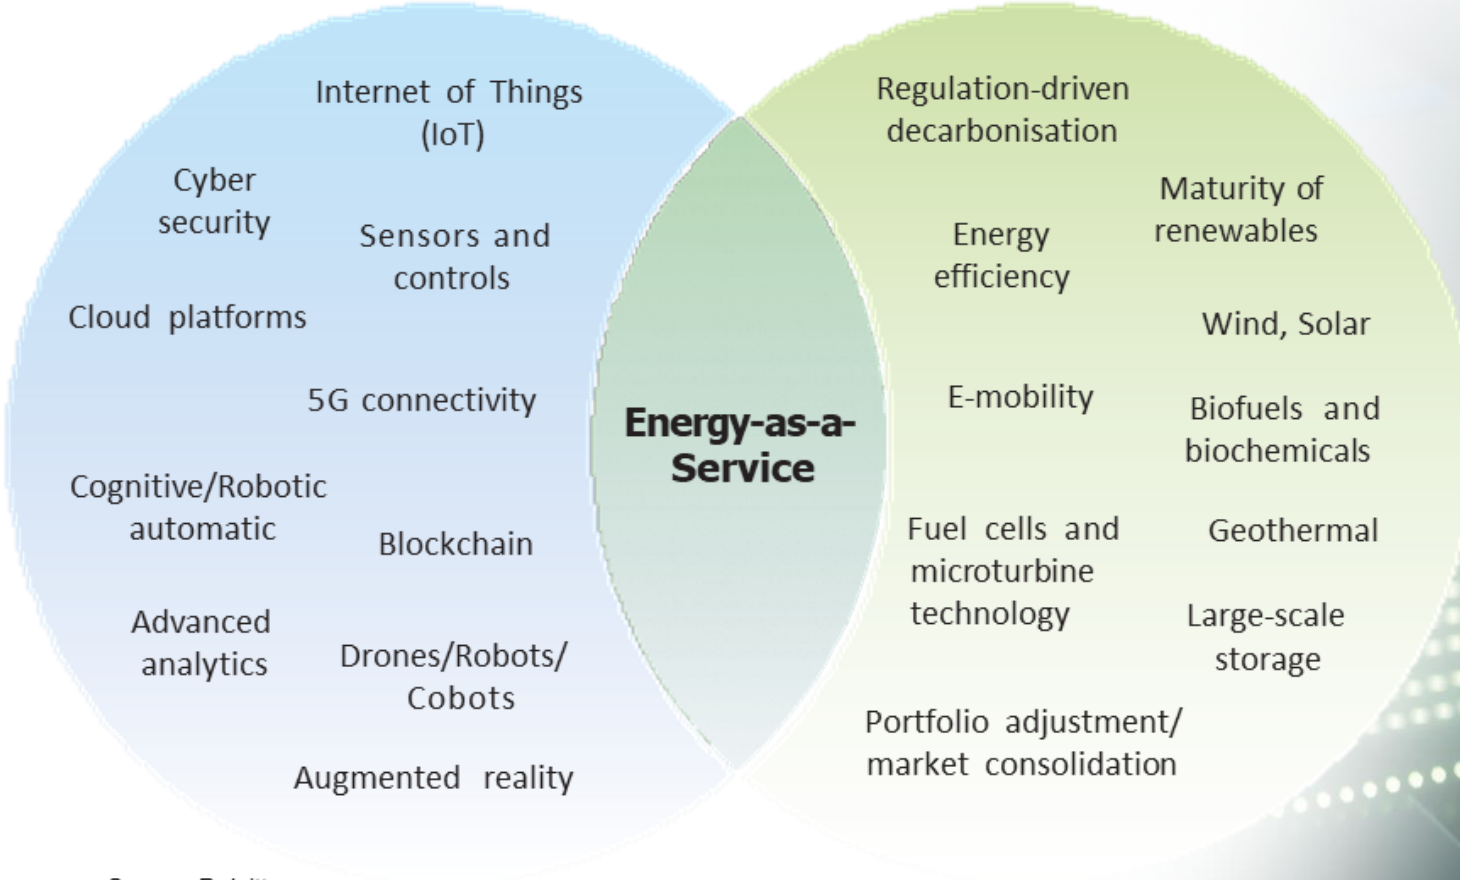 Internet of Things
(IoT)
Cyber
security
Sensors and
controls
Cloud platforms
5G connectivity
Cognitive/Robotic
automatic
Blockchain
Advanced
analytics
Drones/Robots/
Cobots
Augmented reality
Energy-as-a-
Service
Regulation-driven
decarbonisation
Maturity of
renewables
Energy
efficiency
Wind, Solar
E-mobility
Biofuels and
biochemicals
Fuel cells and
microturbine
technology
Geothermal
Large-scale
storage
Portfolio adjustment/
market consolidation